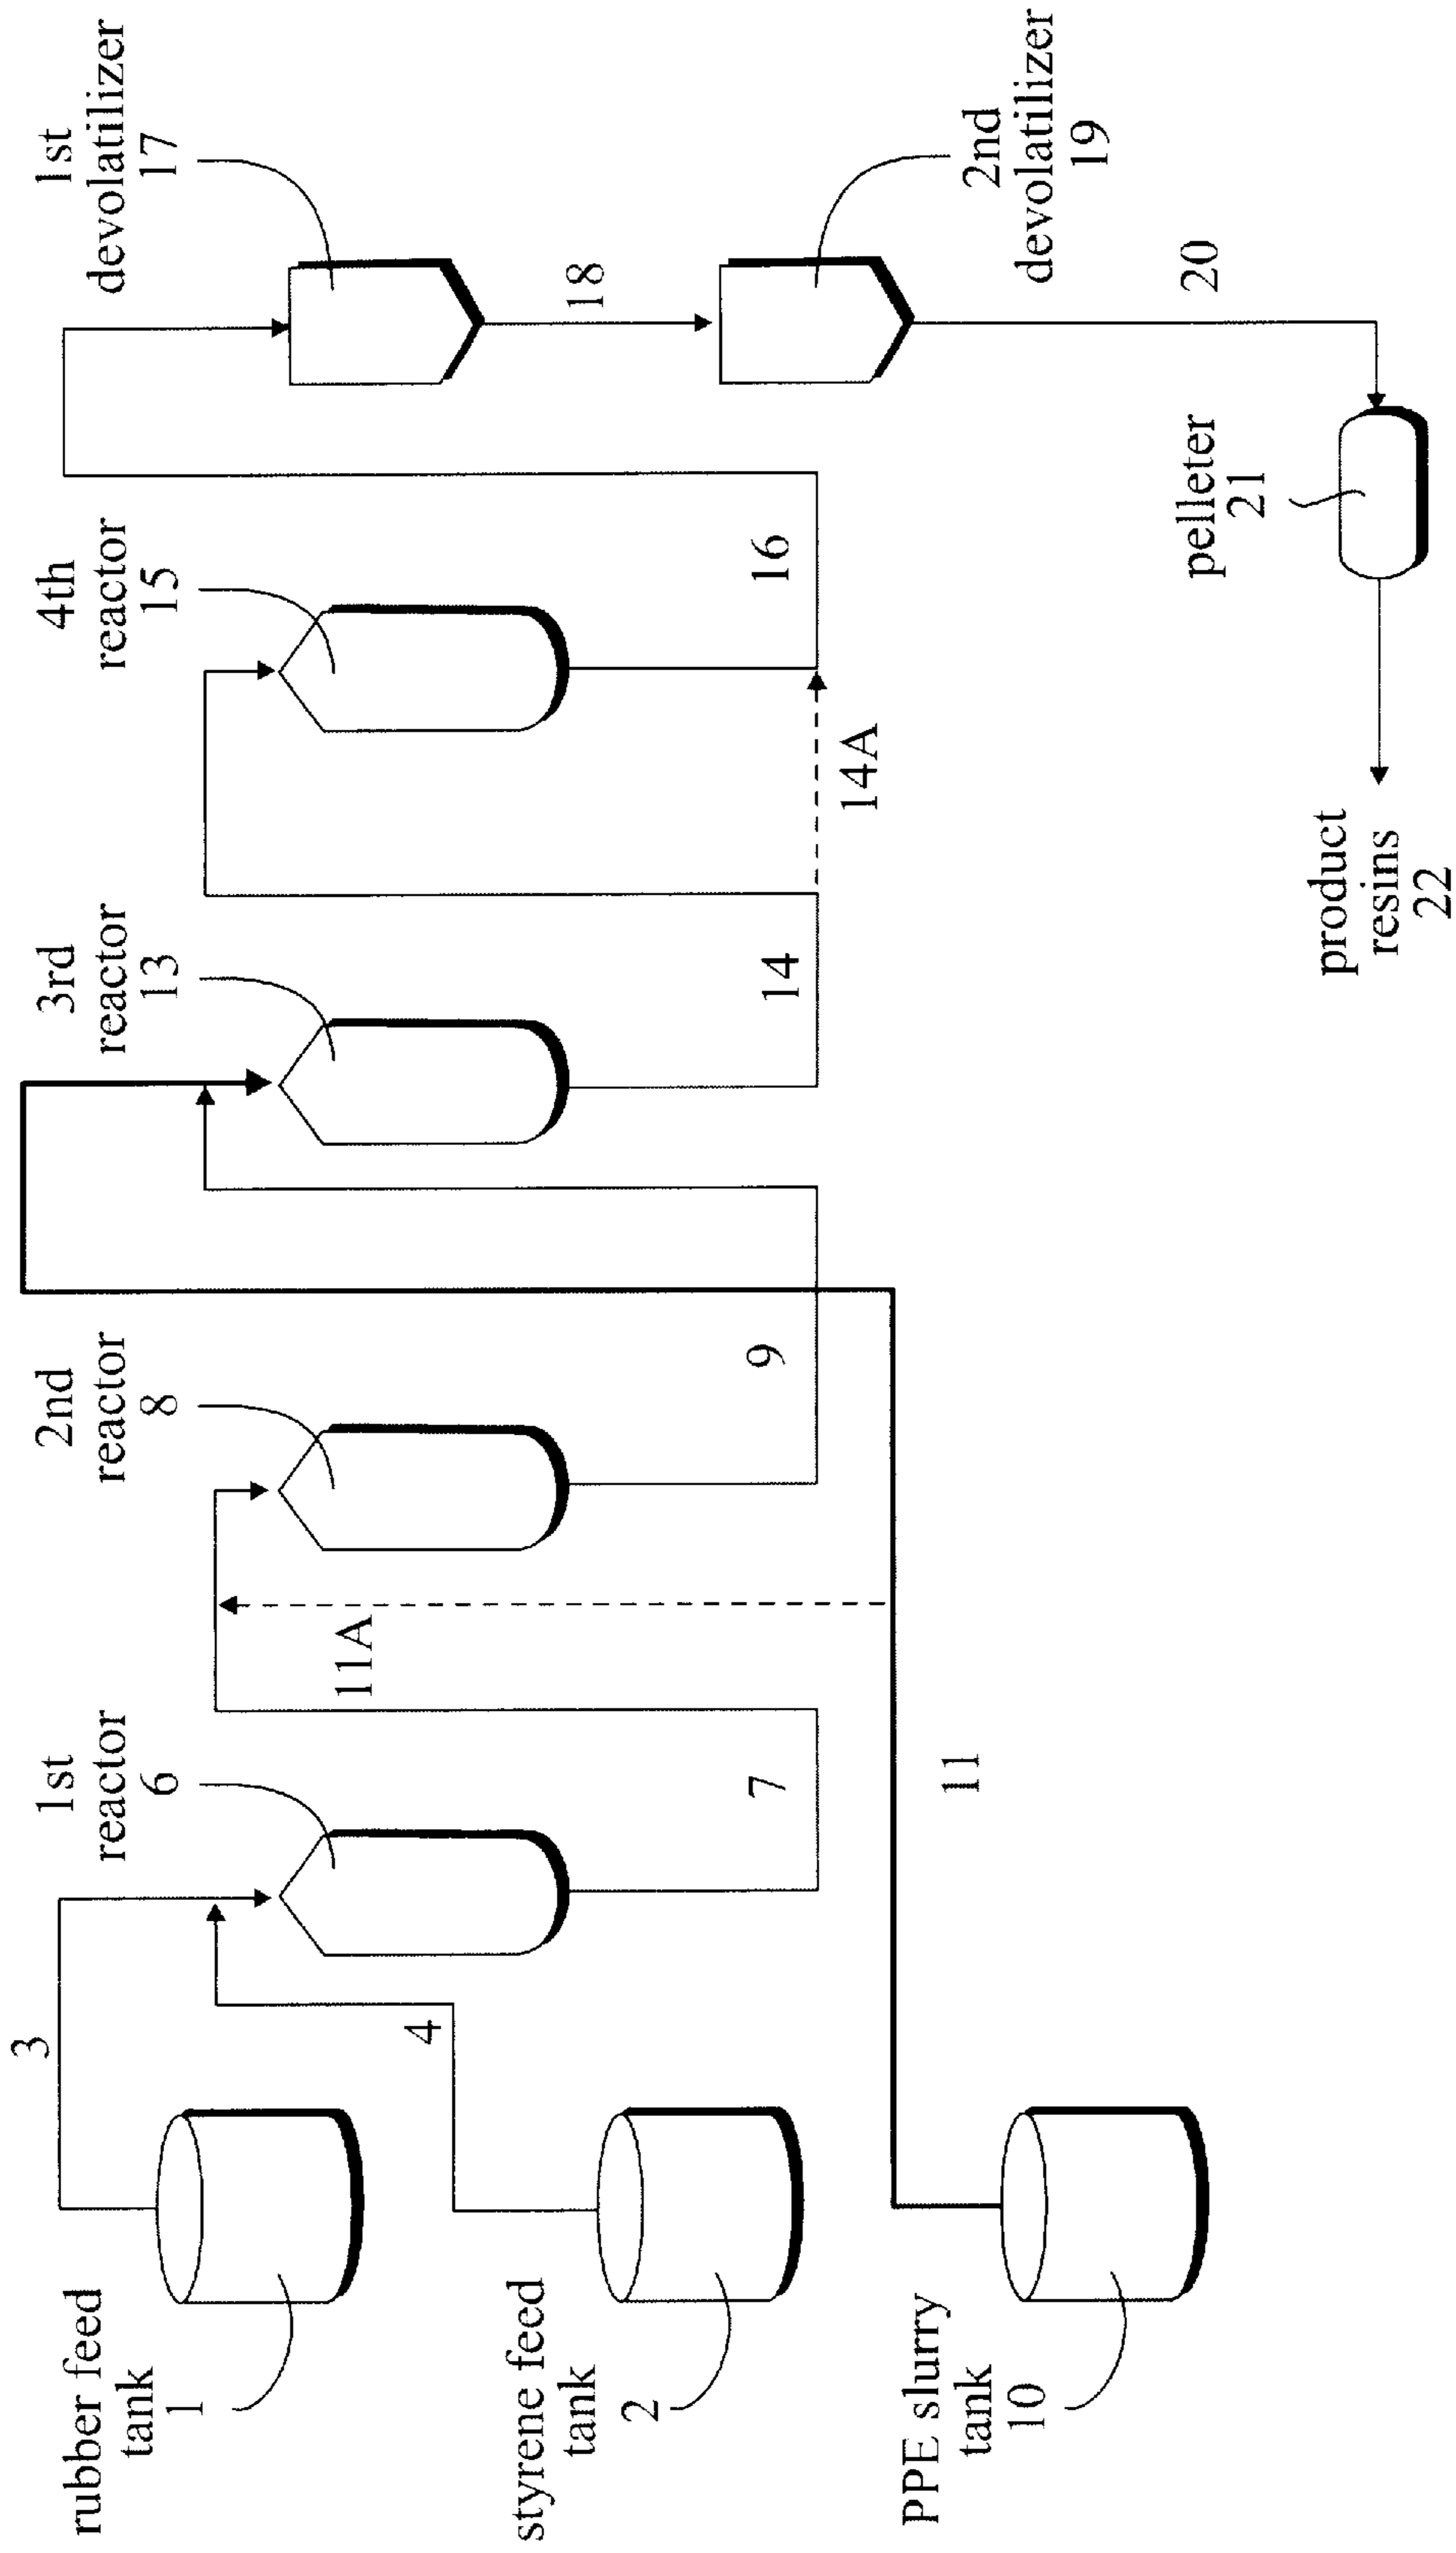 rubber feed
tank
1
3
styrene feed
tank
2
4
PPE slurry
tank
10
11
1st
reactor
6
7
11A
2nd
reactor
8
9
3rd
reactor
13
14
14A
4th
reactor
15
16
1st
devolatilizer
17
18
2nd
devolatilizer
19
20
pelleter
21
product
resins
22